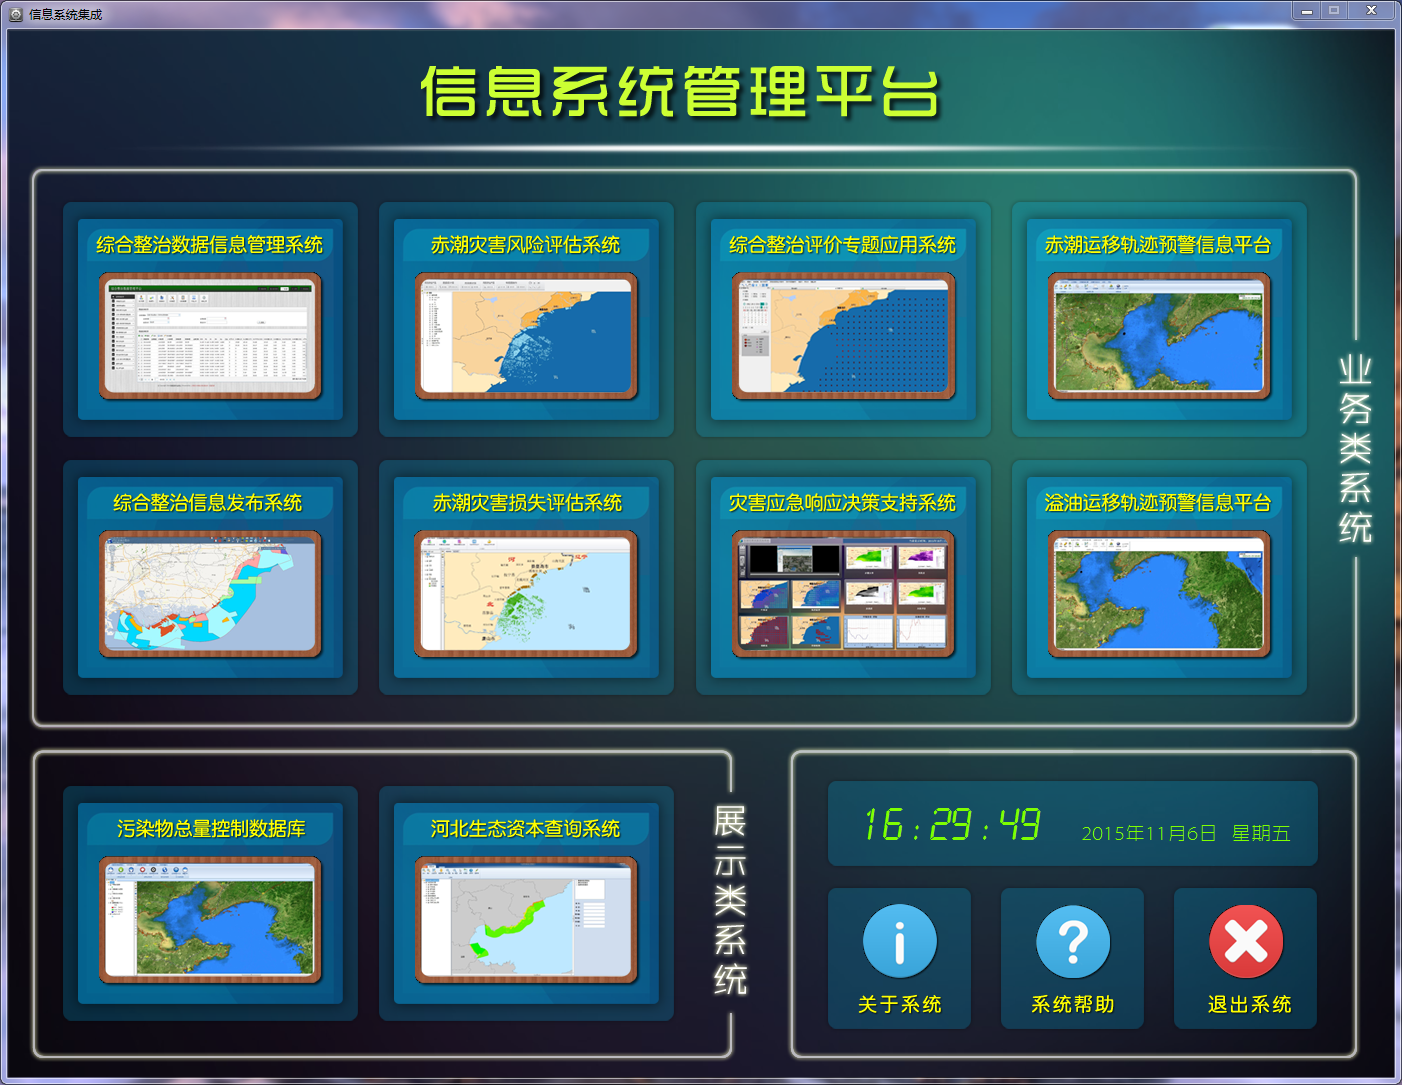 信息系统集成
信息系统管理平台
综合整治数据信息管理系统
赤潮灾害风险评估系统
综合整治评价专题应用系统
赤潮运移轨迹预警信息平台
综合整治信息发布系统
赤潮灾害损失评估系统
灾害应急响应决策支持系统
溢油运移轨迹预警信息平台
业务类系统
污染物总量控制数据库
河北生态资本查询系统
展示类系统
16:29:49
2015年11月6日 星期五
关于系统
系统帮助
退出系统